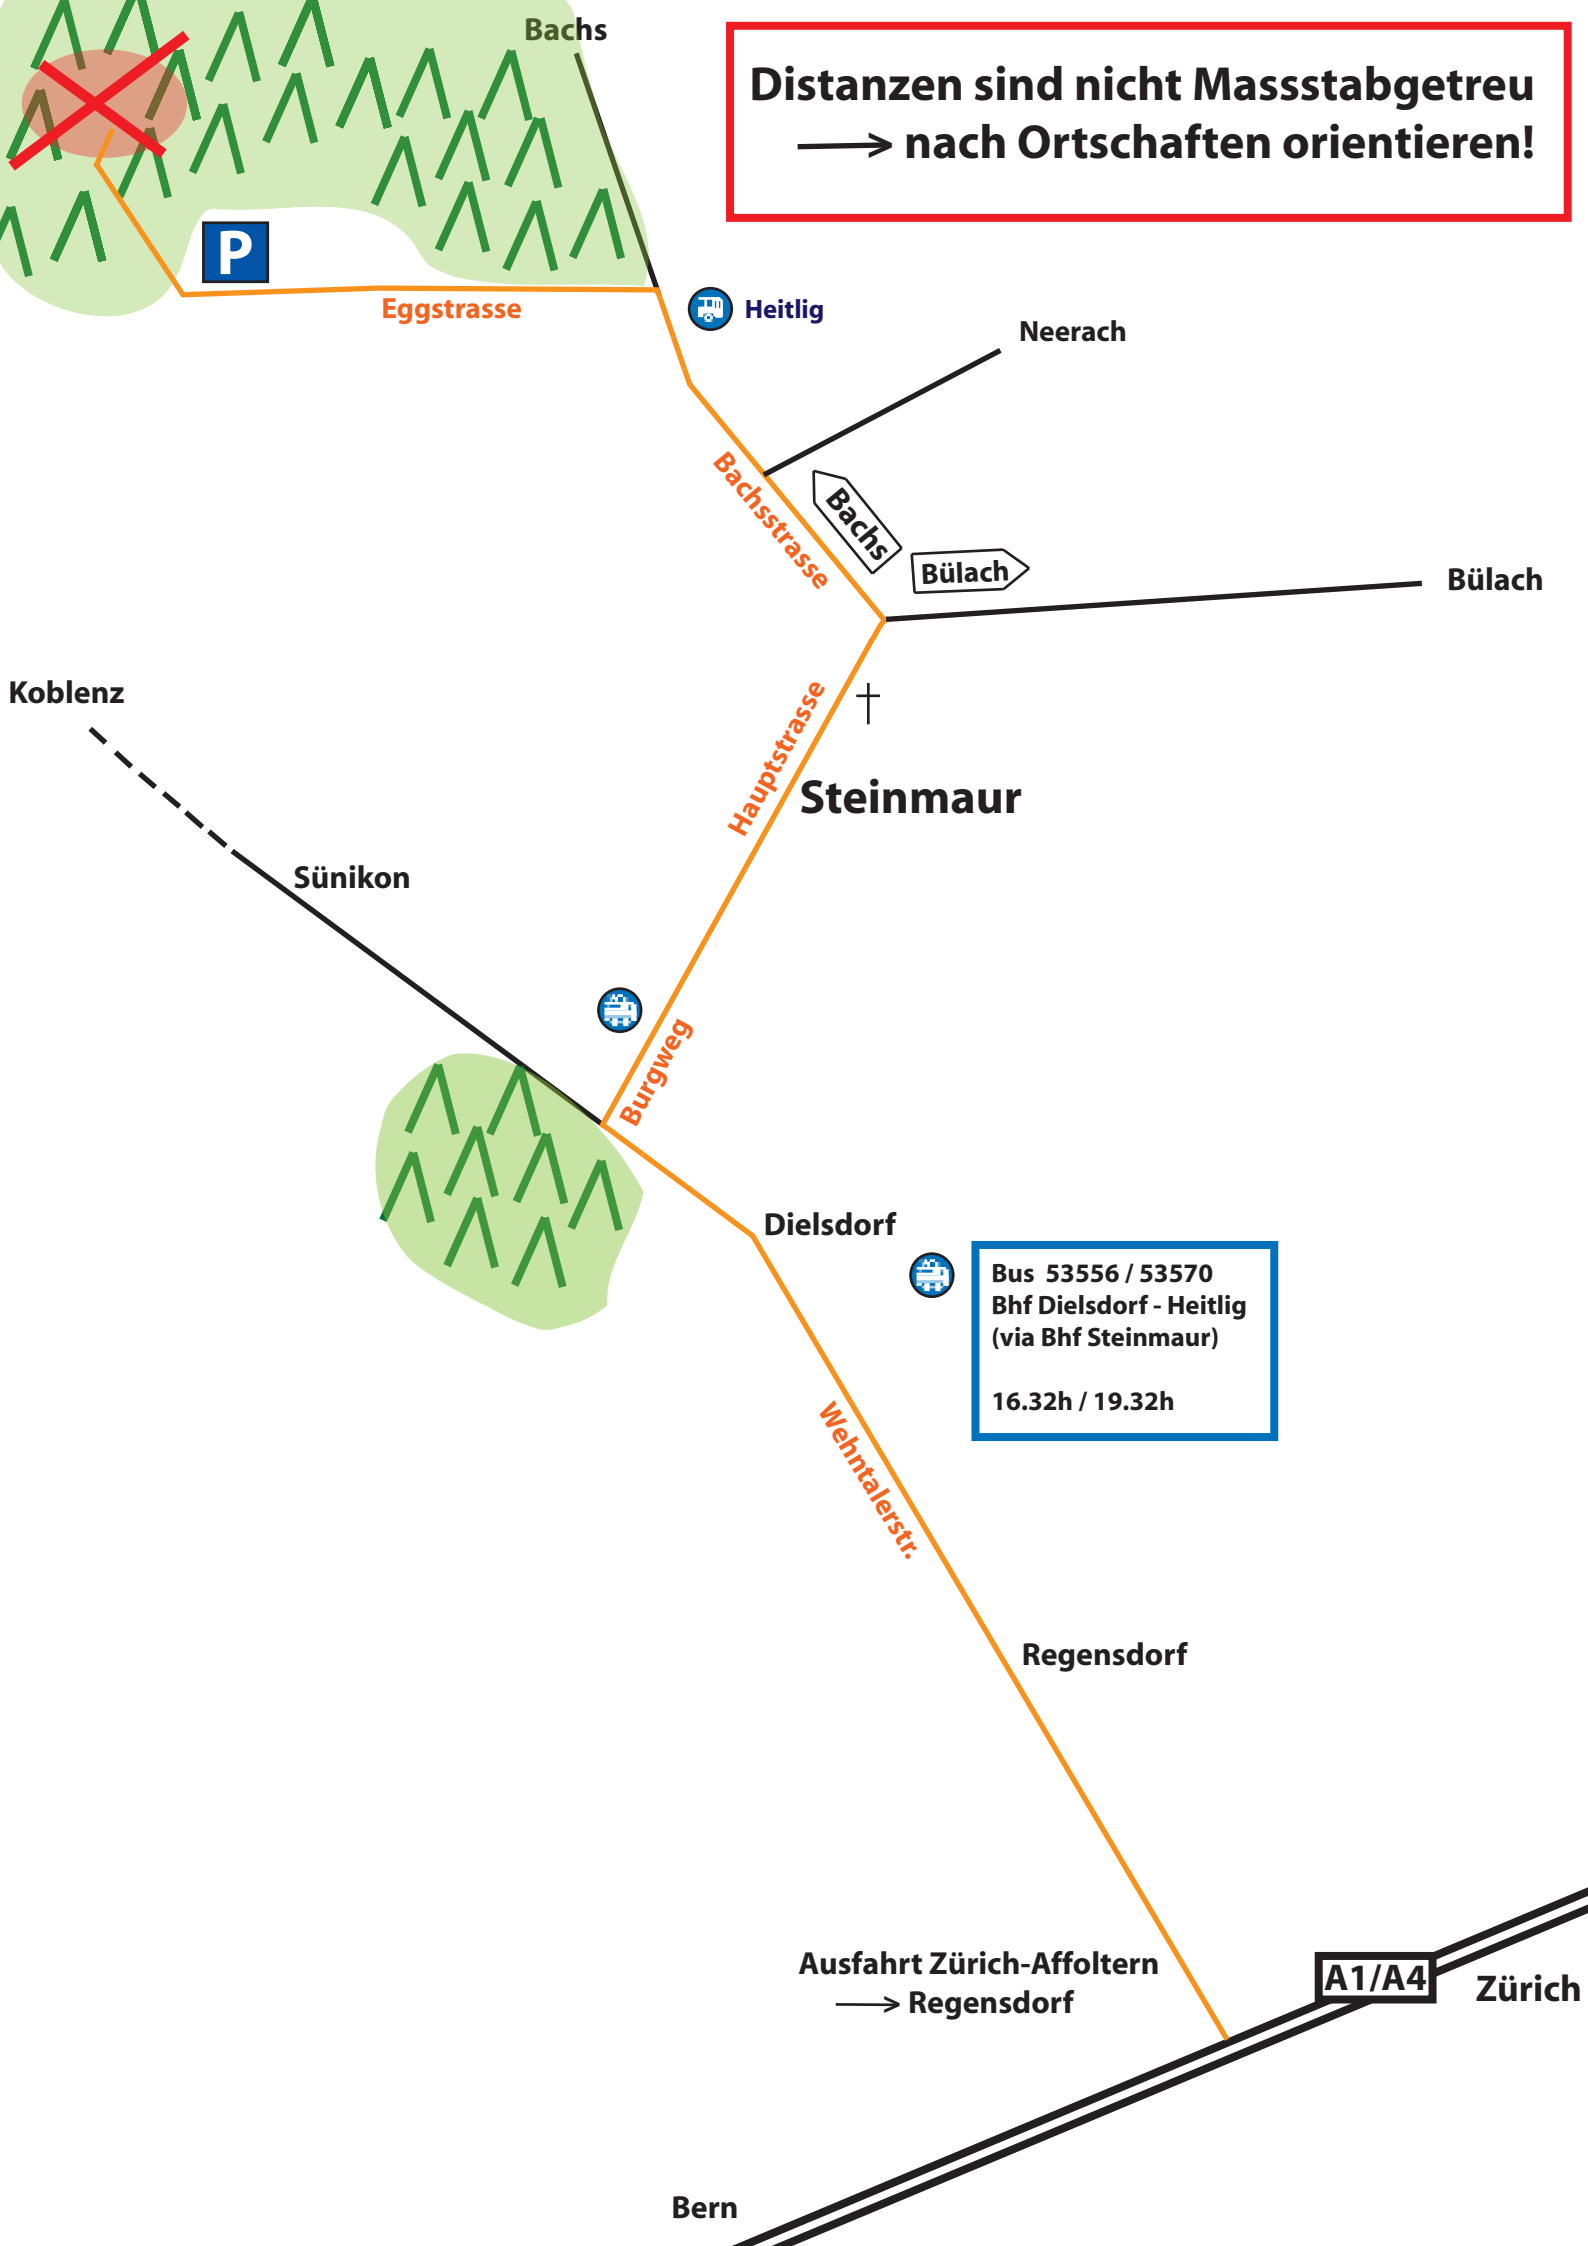 Bachs
Distanzen sind nicht Massstabgetreu
nach Ortschaften orientieren!
P
Eggstrasse
Heitlig
Neerach
Bachsstrasse
Bachs
Bülach
Bülach
Koblenz
Hauptstrasse
Steinmaur
Sünikon
Burgweg
Dielsdorf
Bus 53556 / 53570
Bhf Dielsdorf - Heitlig
(via Bhf Steinmaur)
16.32h / 19.32h
Wehntalerstr.
Regensdorf
Ausfahrt Zürich-Affoltern
Regensdorf
A1/A4
Zürich
Bern